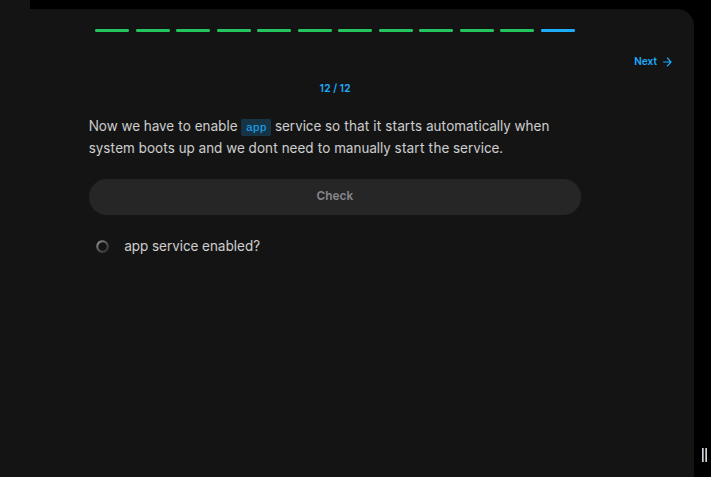 Next →
12 / 12
Now we have to enable app service so that it starts automatically when
system boots up and we dont need to manually start the service.
Check
app service enabled?